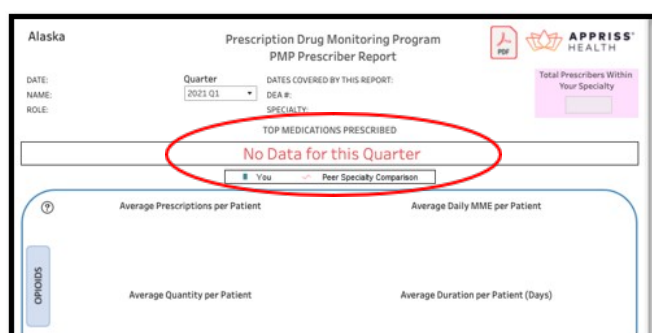 Alaska
Prescription Drug Monitoring Program
PMP Prescriber Report
PDF
APPRISS
HEALTH
DATE:
NAME:
ROLE:
Quarter
2021 Q1
DATES COVERED BY THIS REPORT:
DEA #:
SPECIALTY:
Total Prescribers Within
Your Specialty
TOP MEDICATIONS PRESCRIBED
No Data for this Quarter
You Peer Specialty Comparison
?
Average Prescriptions per Patient
Average Daily MME per Patient
OPIOIDS
Average Quantity per Patient
Average Duration per Patient (Days)